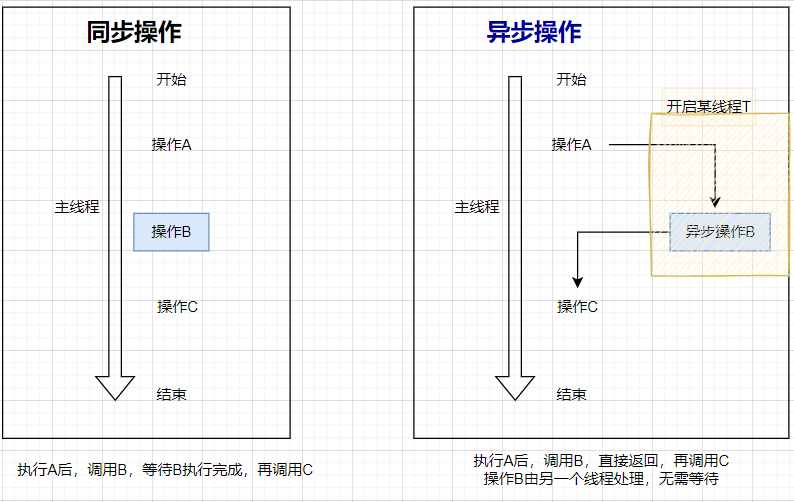 同步操作
开始
操作A
主线程
操作B
操作C
结束
执行A后，调用B，等待B执行完成，再调用C
异步操作
开始
开启某线程T
操作A
主线程
异步操作B
操作C
结束
执行A后，调用B，直接返回，再调用C
操作B由另一个线程处理，无需等待